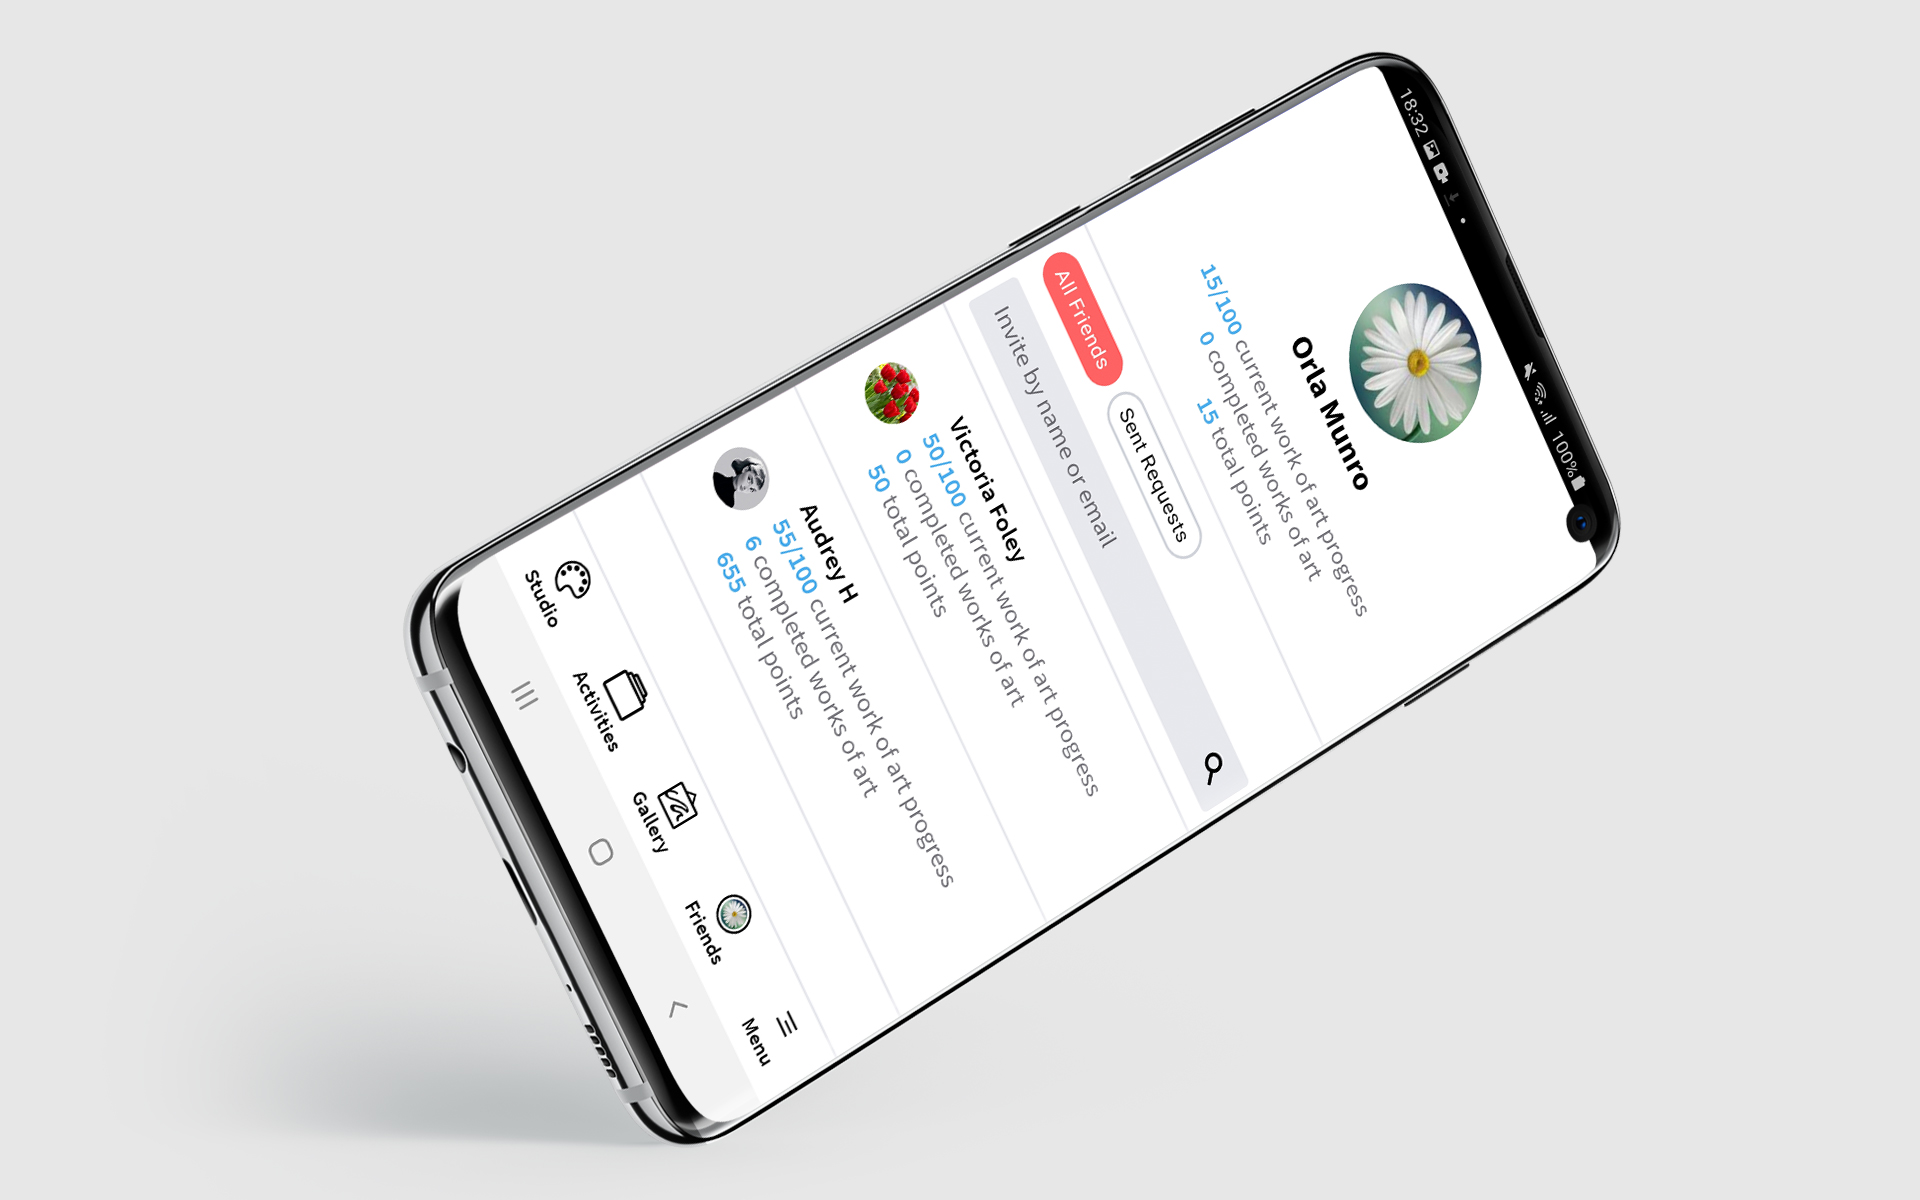 18:32 100%
Orla Munro
15/100 current work of art progress
0 completed works of art
15 total points
All Friends
Sent Requests
Invite by name or email
Victoria Foley
50/100 current work of art progress
0 completed works of art
50 total points
Audrey H
55/100 current work of art progress
6 completed works of art
655 total points
Studio
Activities
Gallery
Friends
Menu